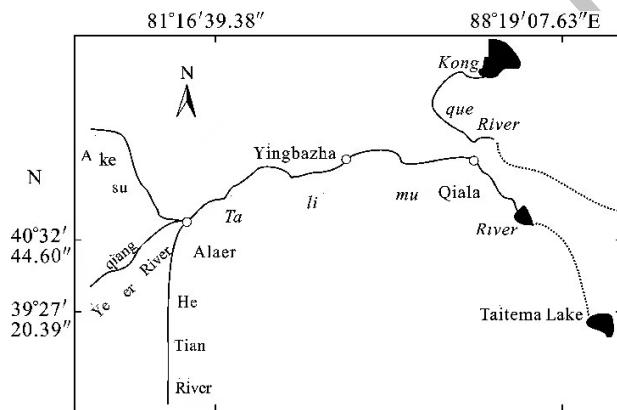 81°16′39.38″
88°19′07.63″E
Kong
que
River
N
Yingbazha
A ke
su
N
Qiala
Ta
li
mu
River
40°32′
44.60″
Alaer
Ye er qiang River
39°27′
20.39″
He
Taitema Lake
Tian
River